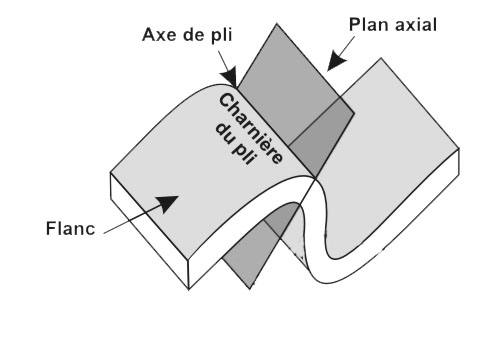 Axe de pli
Plan axial
Charnière
du pli
Flanc